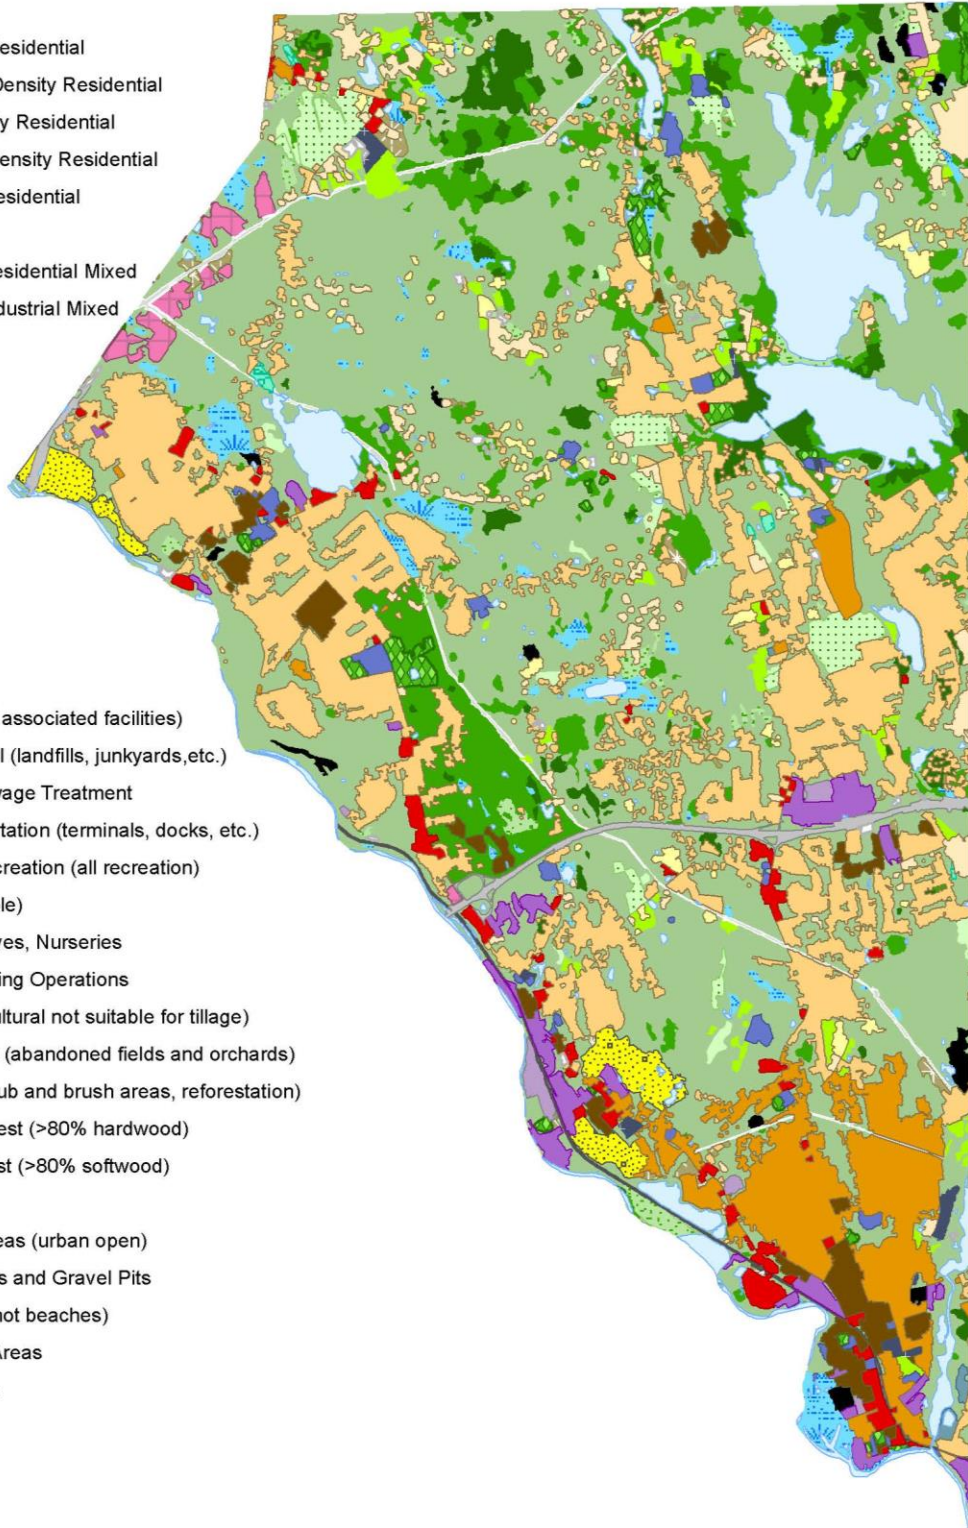 esidential
Density Residential
y Residential
ensity Residential
esidential
esidential Mixed
dustrial Mixed
associated facilities)
l (landfills, junkyards,etc.)
vage Treatment
tation (terminals, docks, etc.)
creation (all recreation)
le)
ves, Nurseries
ing Operations
ultural not suitable for tillage)
(abandoned fields and orchards)
ub and brush areas, reforestation)
est (>80% hardwood)
st (>80% softwood)
eas (urban open)
s and Gravel Pits
not beaches)
Areas